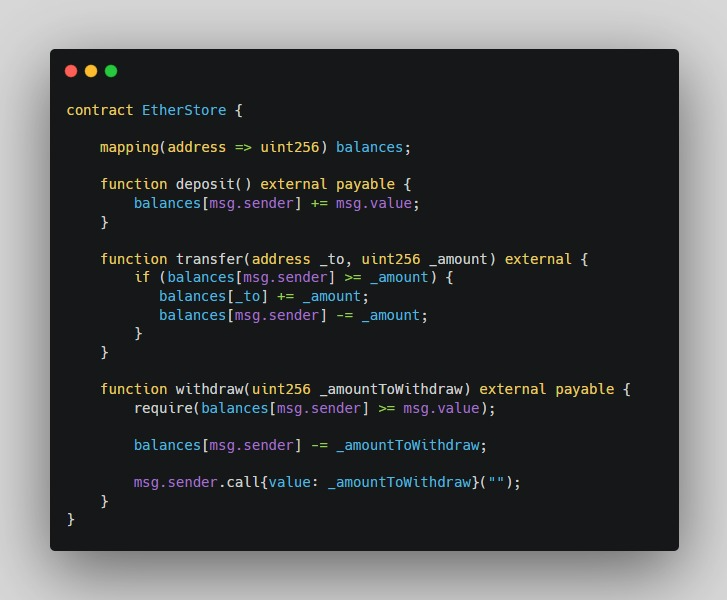 contract EtherStore {
mapping(address => uint256) balances;
function deposit() external payable {
balances[msg.sender] += msg.value;
}
function transfer(address _to, uint256 _amount) external {
if (balances[msg.sender] >= _amount) {
balances[_to] += _amount;
balances[msg.sender] -= _amount;
}
}
function withdraw(uint256 _amountToWithdraw) external payable {
require(balances[msg.sender] >= msg.value);
balances[msg.sender] -= _amountToWithdraw;
msg.sender.call{value: _amountToWithdraw}("");
}
}